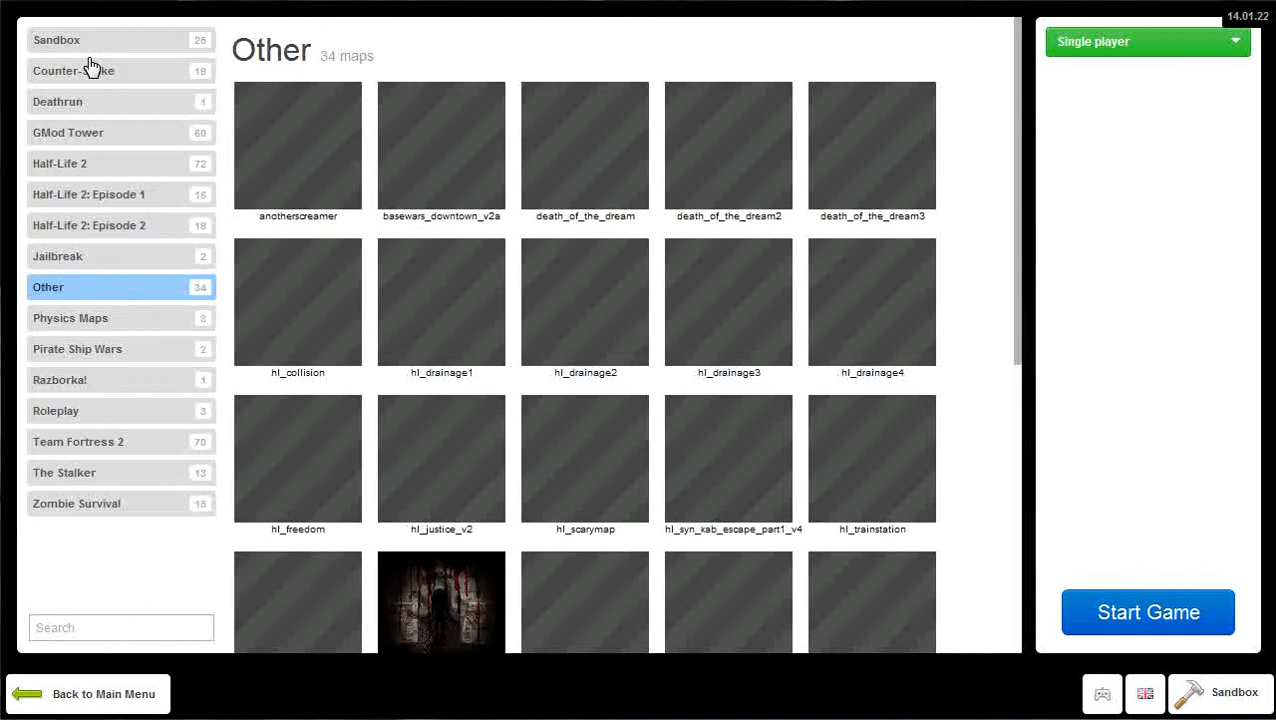 14.01.22
Sandbox 25
Counter-Strike 19
Deathrun 1
GMod Tower 60
Half-Life 2 72
Half-Life 2: Episode 1 16
Half-Life 2: Episode 2 18
Jailbreak 2
Other 34
Physics Maps 3
Pirate Ship Wars 2
Razborka! 1
Roleplay 3
Team Fortress 2 70
The Stalker 13
Zombie Survival 18
Search
Other 34 maps
anotherscreamer basewars_downtown_v2a death_of_the_dream death_of_the_dream2 death_of_the_dream3
hl_collision hl_drainage1 hl_drainage2 hl_drainage3 hl_drainage4
hl_freedom hl_justice_v2 hl_scarymap hl_syn_kab_escape_part1_v4 hl_trainstation
Single player
Start Game
Back to Main Menu
Sandbox